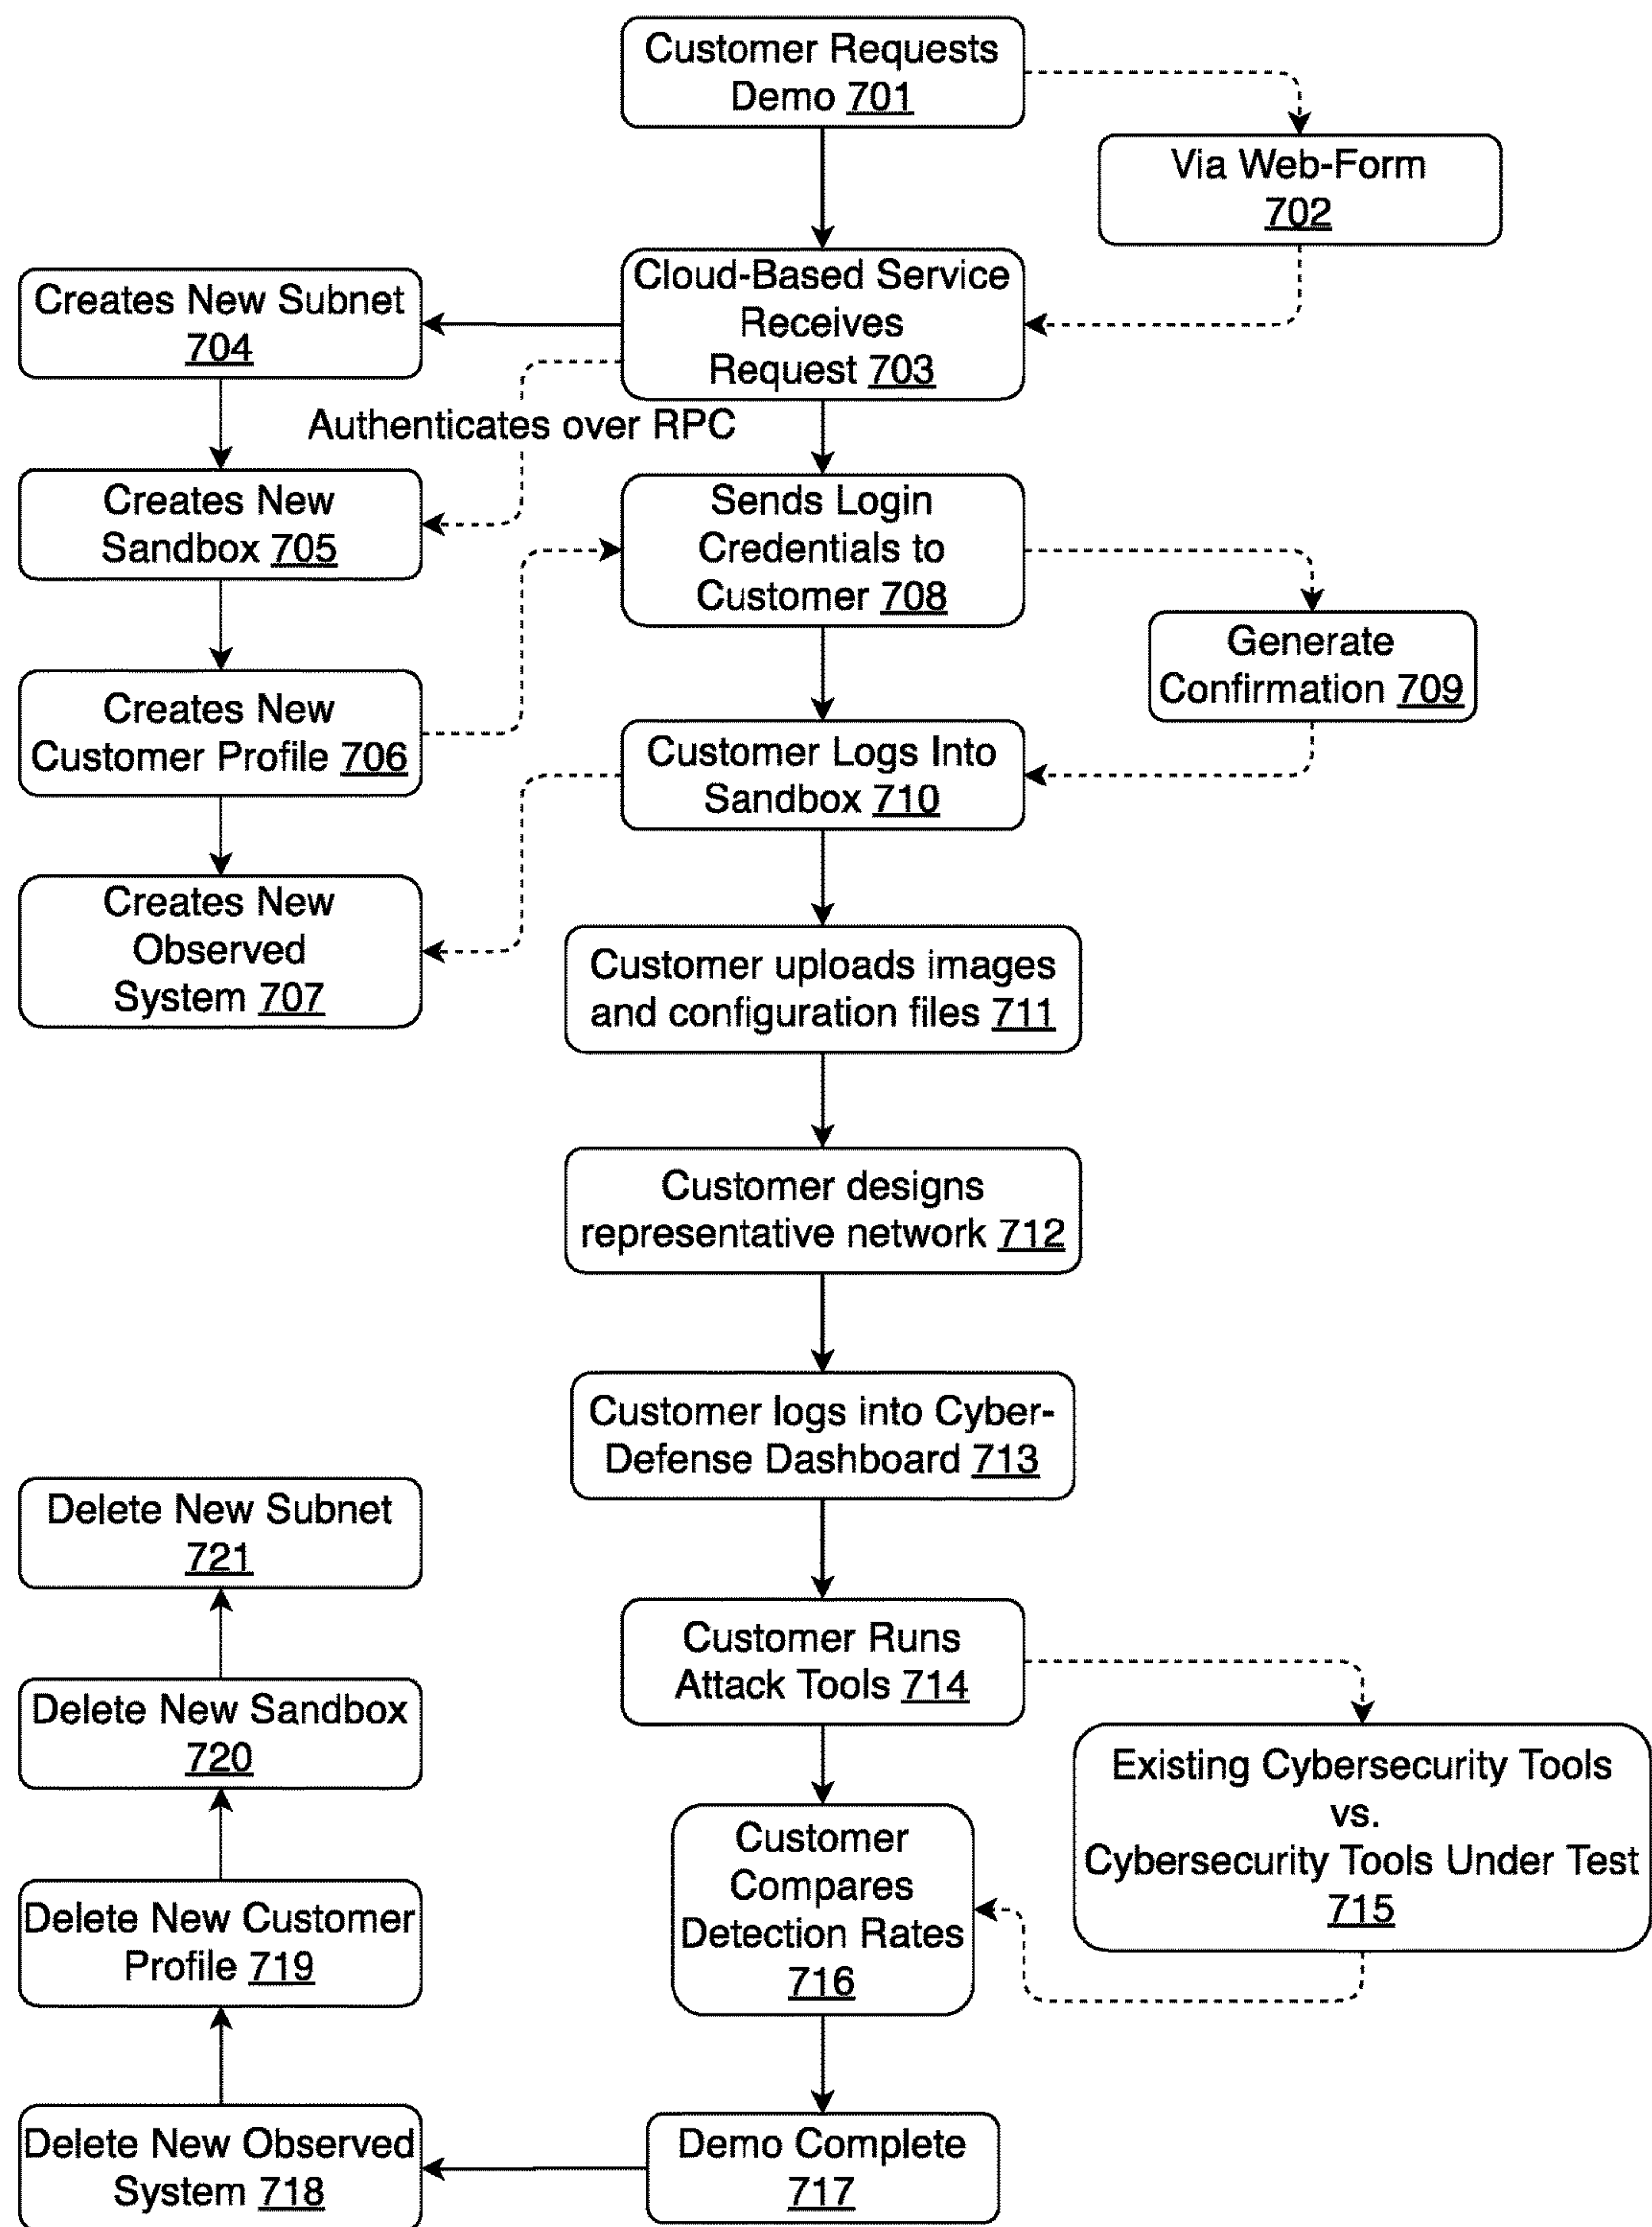 Customer Requests
Demo 701
Via Web-Form
702
Cloud-Based Service
Receives
Request 703
Creates New Subnet
704
Authenticates over RPC
Creates New
Sandbox 705
Sends Login
Credentials to
Customer 708
Generate
Confirmation 709
Creates New
Customer Profile 706
Customer Logs Into
Sandbox 710
Creates New
Observed
System 707
Customer uploads images
and configuration files 711
Customer designs
representative network 712
Customer logs into Cyber-
Defense Dashboard 713
Delete New Subnet
721
Customer Runs
Attack Tools 714
Delete New Sandbox
720
Existing Cybersecurity Tools
vs.
Cybersecurity Tools Under Test
715
Customer
Compares
Detection Rates
716
Delete New Customer
Profile 719
Delete New Observed
System 718
Demo Complete
717